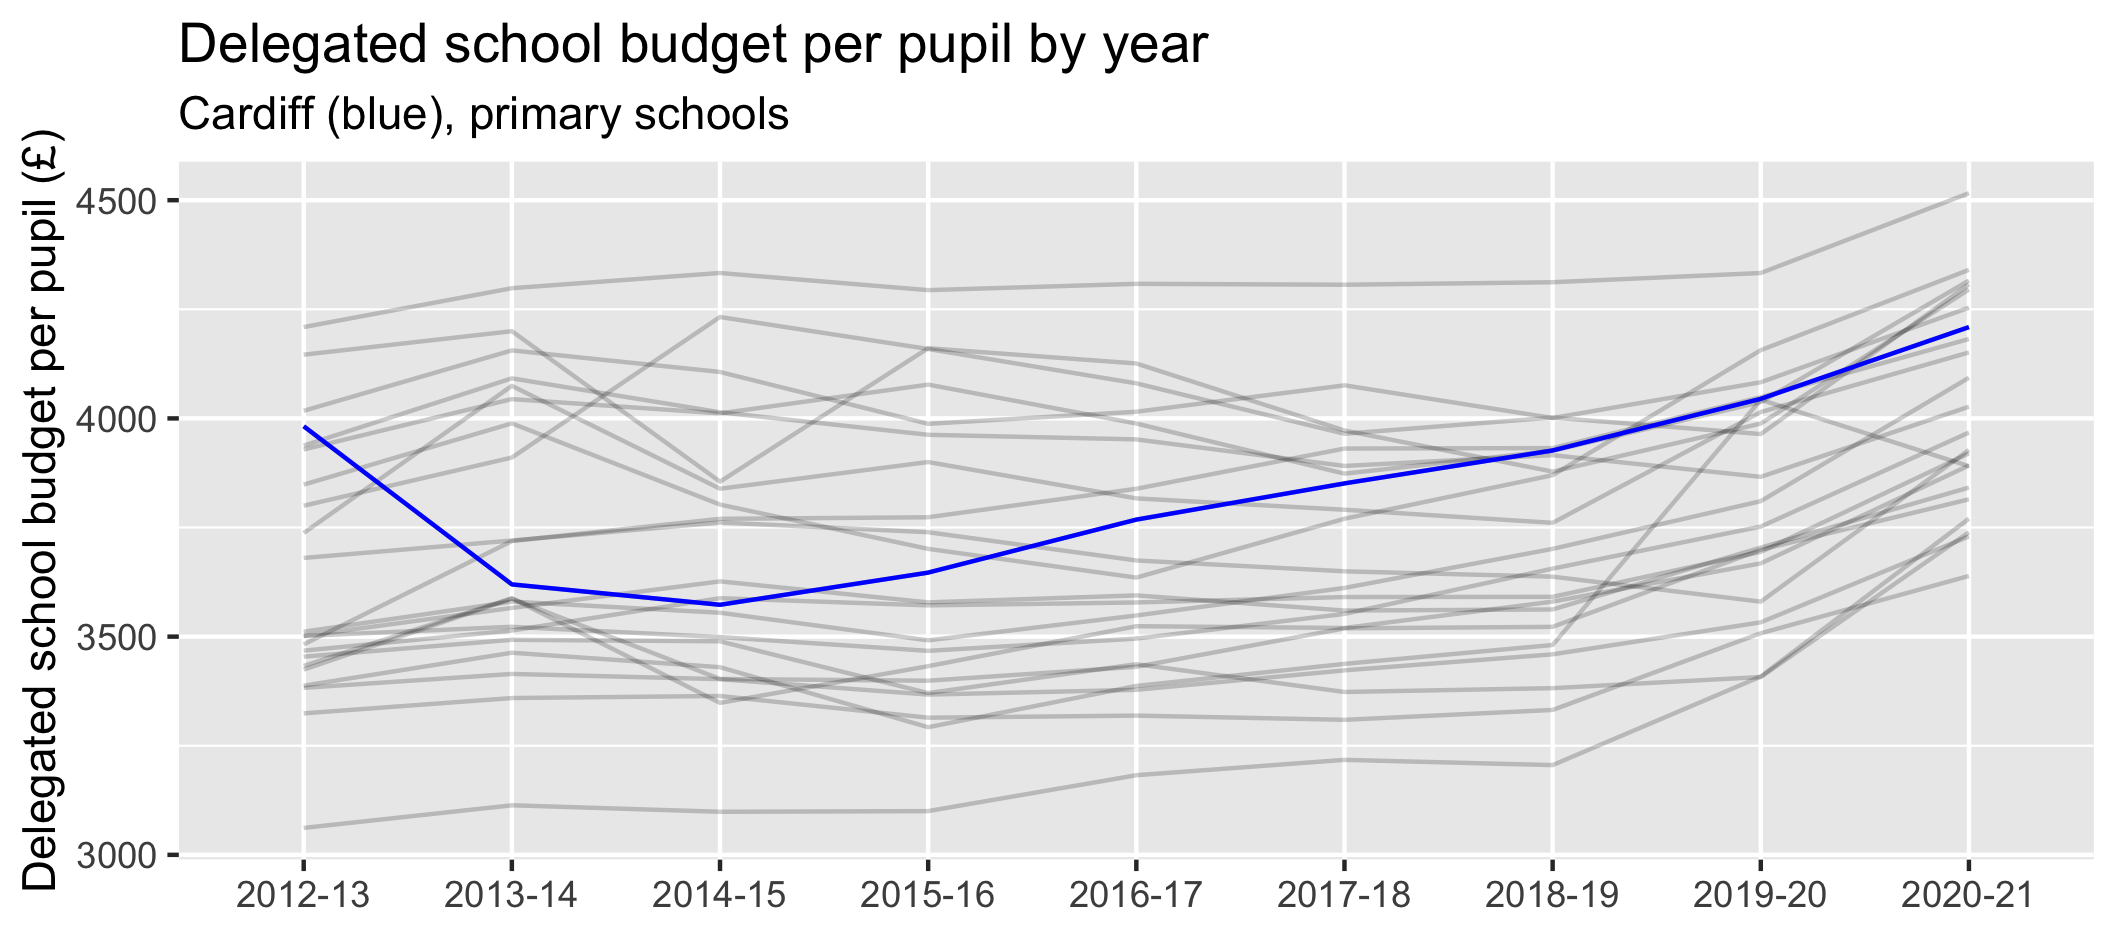 Delegated school budget per pupil by year
Cardiff (blue), primary schools
Delegated school budget per pupil (£)
4500
4000
3500
3000
2012-13 2013-14 2014-15 2015-16 2016-17 2017-18 2018-19 2019-20 2020-21